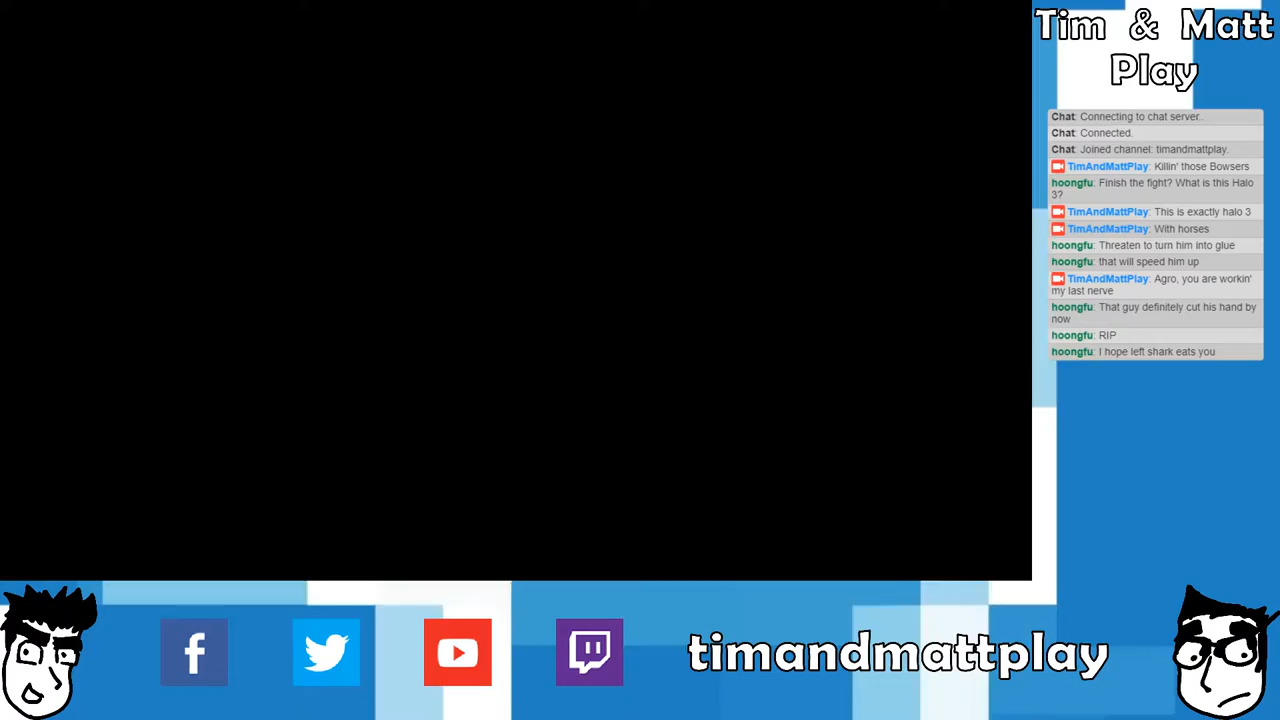 Tim & Matt
Play
Chat: Connecting to chat server..
Chat: Connected.
Chat: Joined channel: timandmattplay.
TimAndMattPlay: Killin' those Bowsers
hoongfu: Finish the fight? What is this Halo
3?
TimAndMattPlay: This is exactly halo 3
TimAndMattPlay: With horses
hoongfu: Threaten to turn him into glue
hoongfu: that will speed him up
TimAndMattPlay: Agro, you are workin'
my last nerve
hoongfu: That guy definitely cut his hand by
now
hoongfu: RIP
hoongfu: I hope left shark eats you
timandmattplay